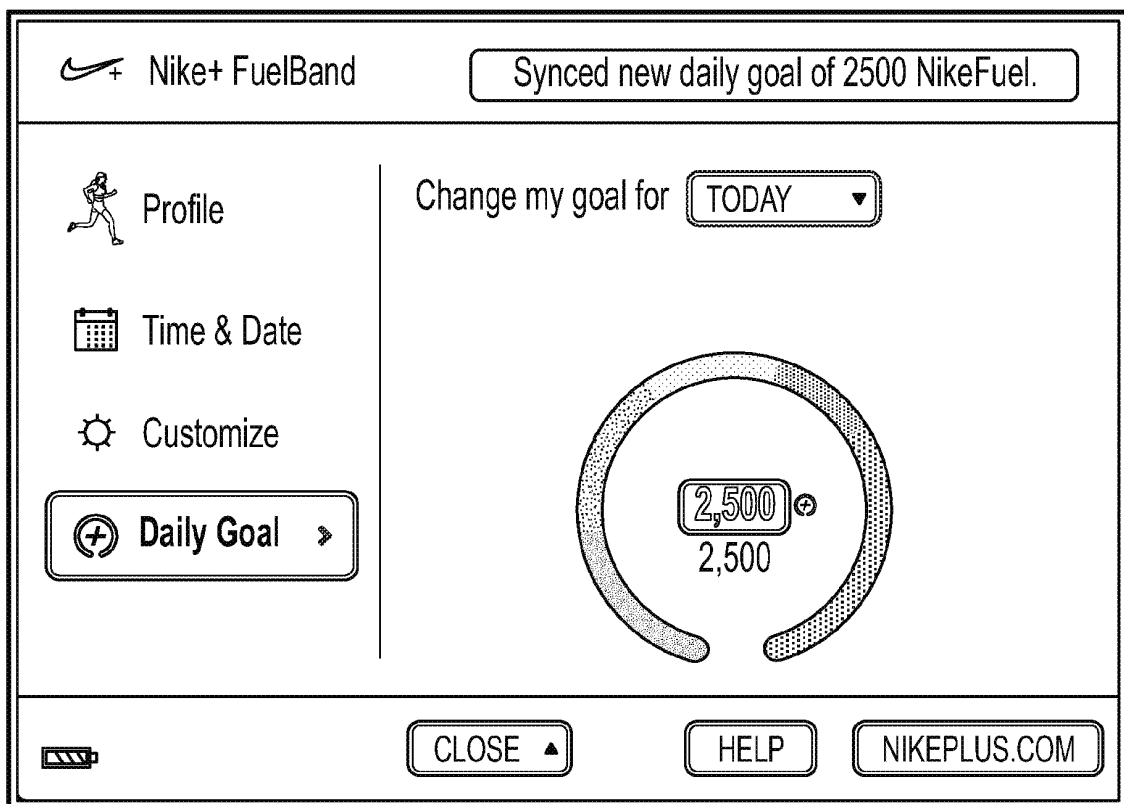 Nike+ FuelBand
Synced new daily goal of 2500 NikeFuel.
Profile
Time & Date
Customize
Daily Goal
Change my goal for TODAY
2,500
2,500
CLOSE
HELP
NIKEPLUS.COM